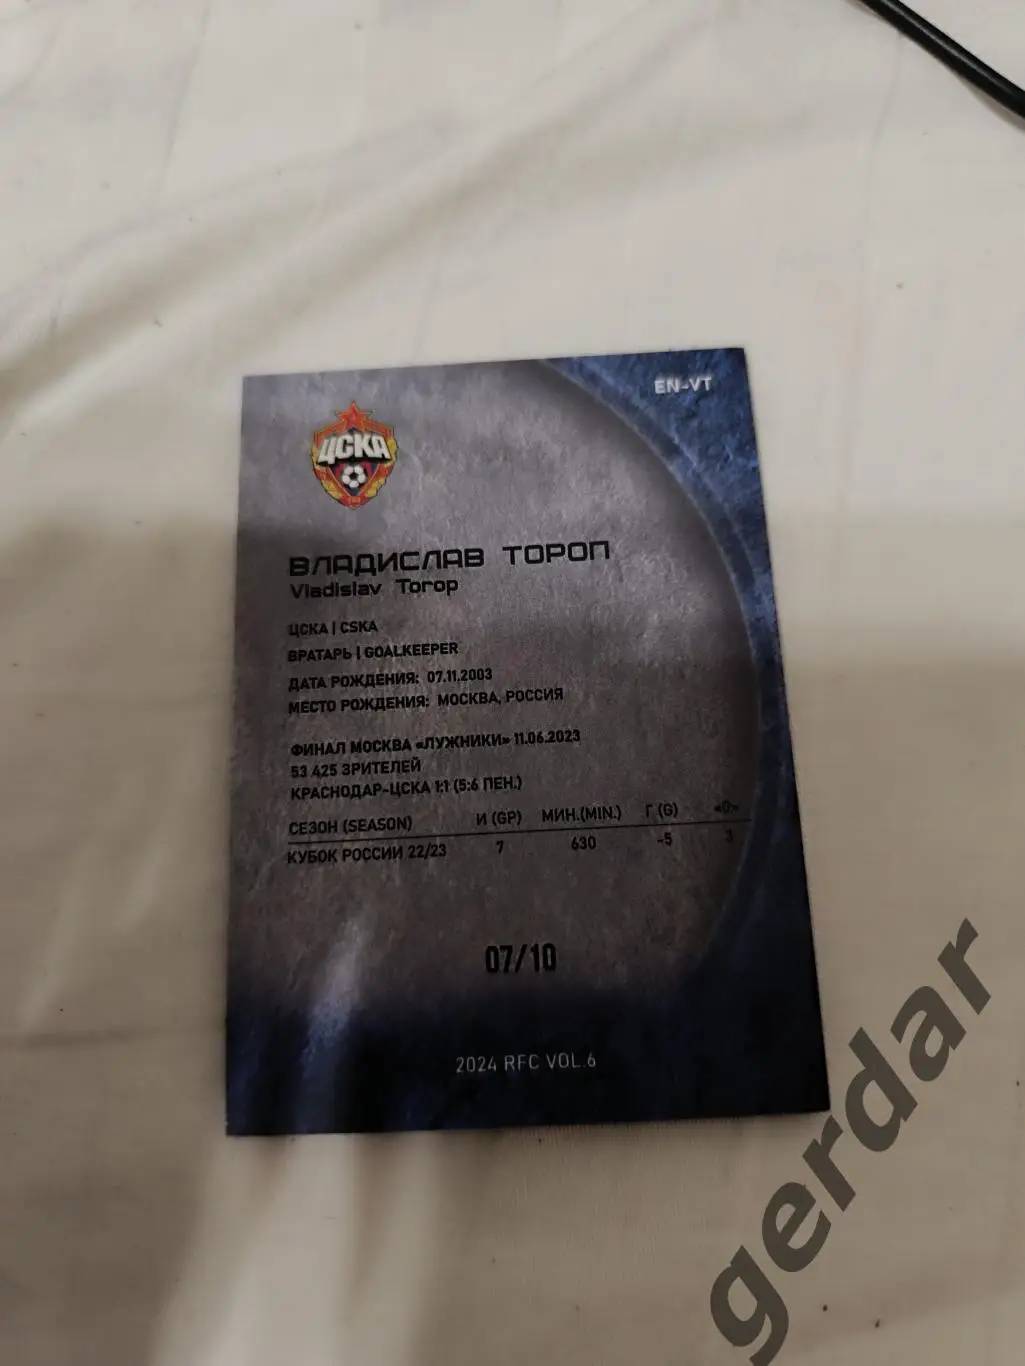 EN-VT
ЦСКА
ВЛАДИСЛАВ ТОРОП
Vladislav Torop
ЦСКА | CSKA
ВРАТАРЬ | GOALKEEPER
ДАТА РОЖДЕНИЯ: 07.11.2003
МЕСТО РОЖДЕНИЯ: МОСКВА, РОССИЯ
ФИНАЛ МОСКВА «ЛУЖНИКИ» 11.06.2023
53 425 ЗРИТЕЛЕЙ
КРАСНОДАР-ЦСКА 1:1 (5:6 ПЕН.)
СЕЗОН (SEASON) И (GP) МИН.(MIN.) Г (G) «0»
КУБОК РОССИИ 22/23 7 630 -5 3
07/10
2024 RFC VOL.6
gerdar